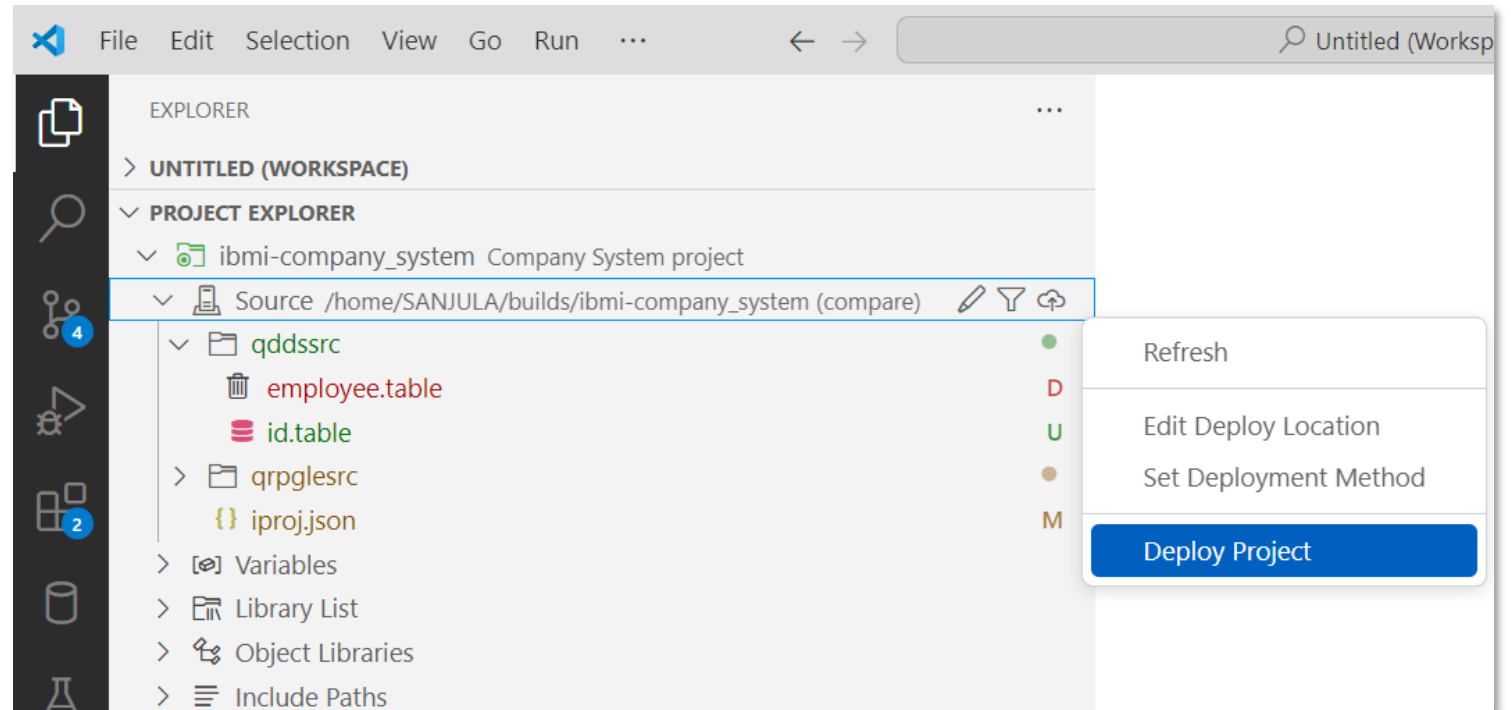 File Edit Selection View Go Run ··· ← → Untitled (Worksp
EXPLORER ···
UNTITLED (WORKSPACE)
PROJECT EXPLORER
ibmi-company_system Company System project
Source /home/SANJULA/builds/ibmi-company_system (compare)
4
qddssrc
Refresh
employee.table D
Edit Deploy Location
id.table U
Set Deployment Method
qrpglesrc
2
{} iproj.json M
Deploy Project
Variables
Library List
Object Libraries
Include Paths